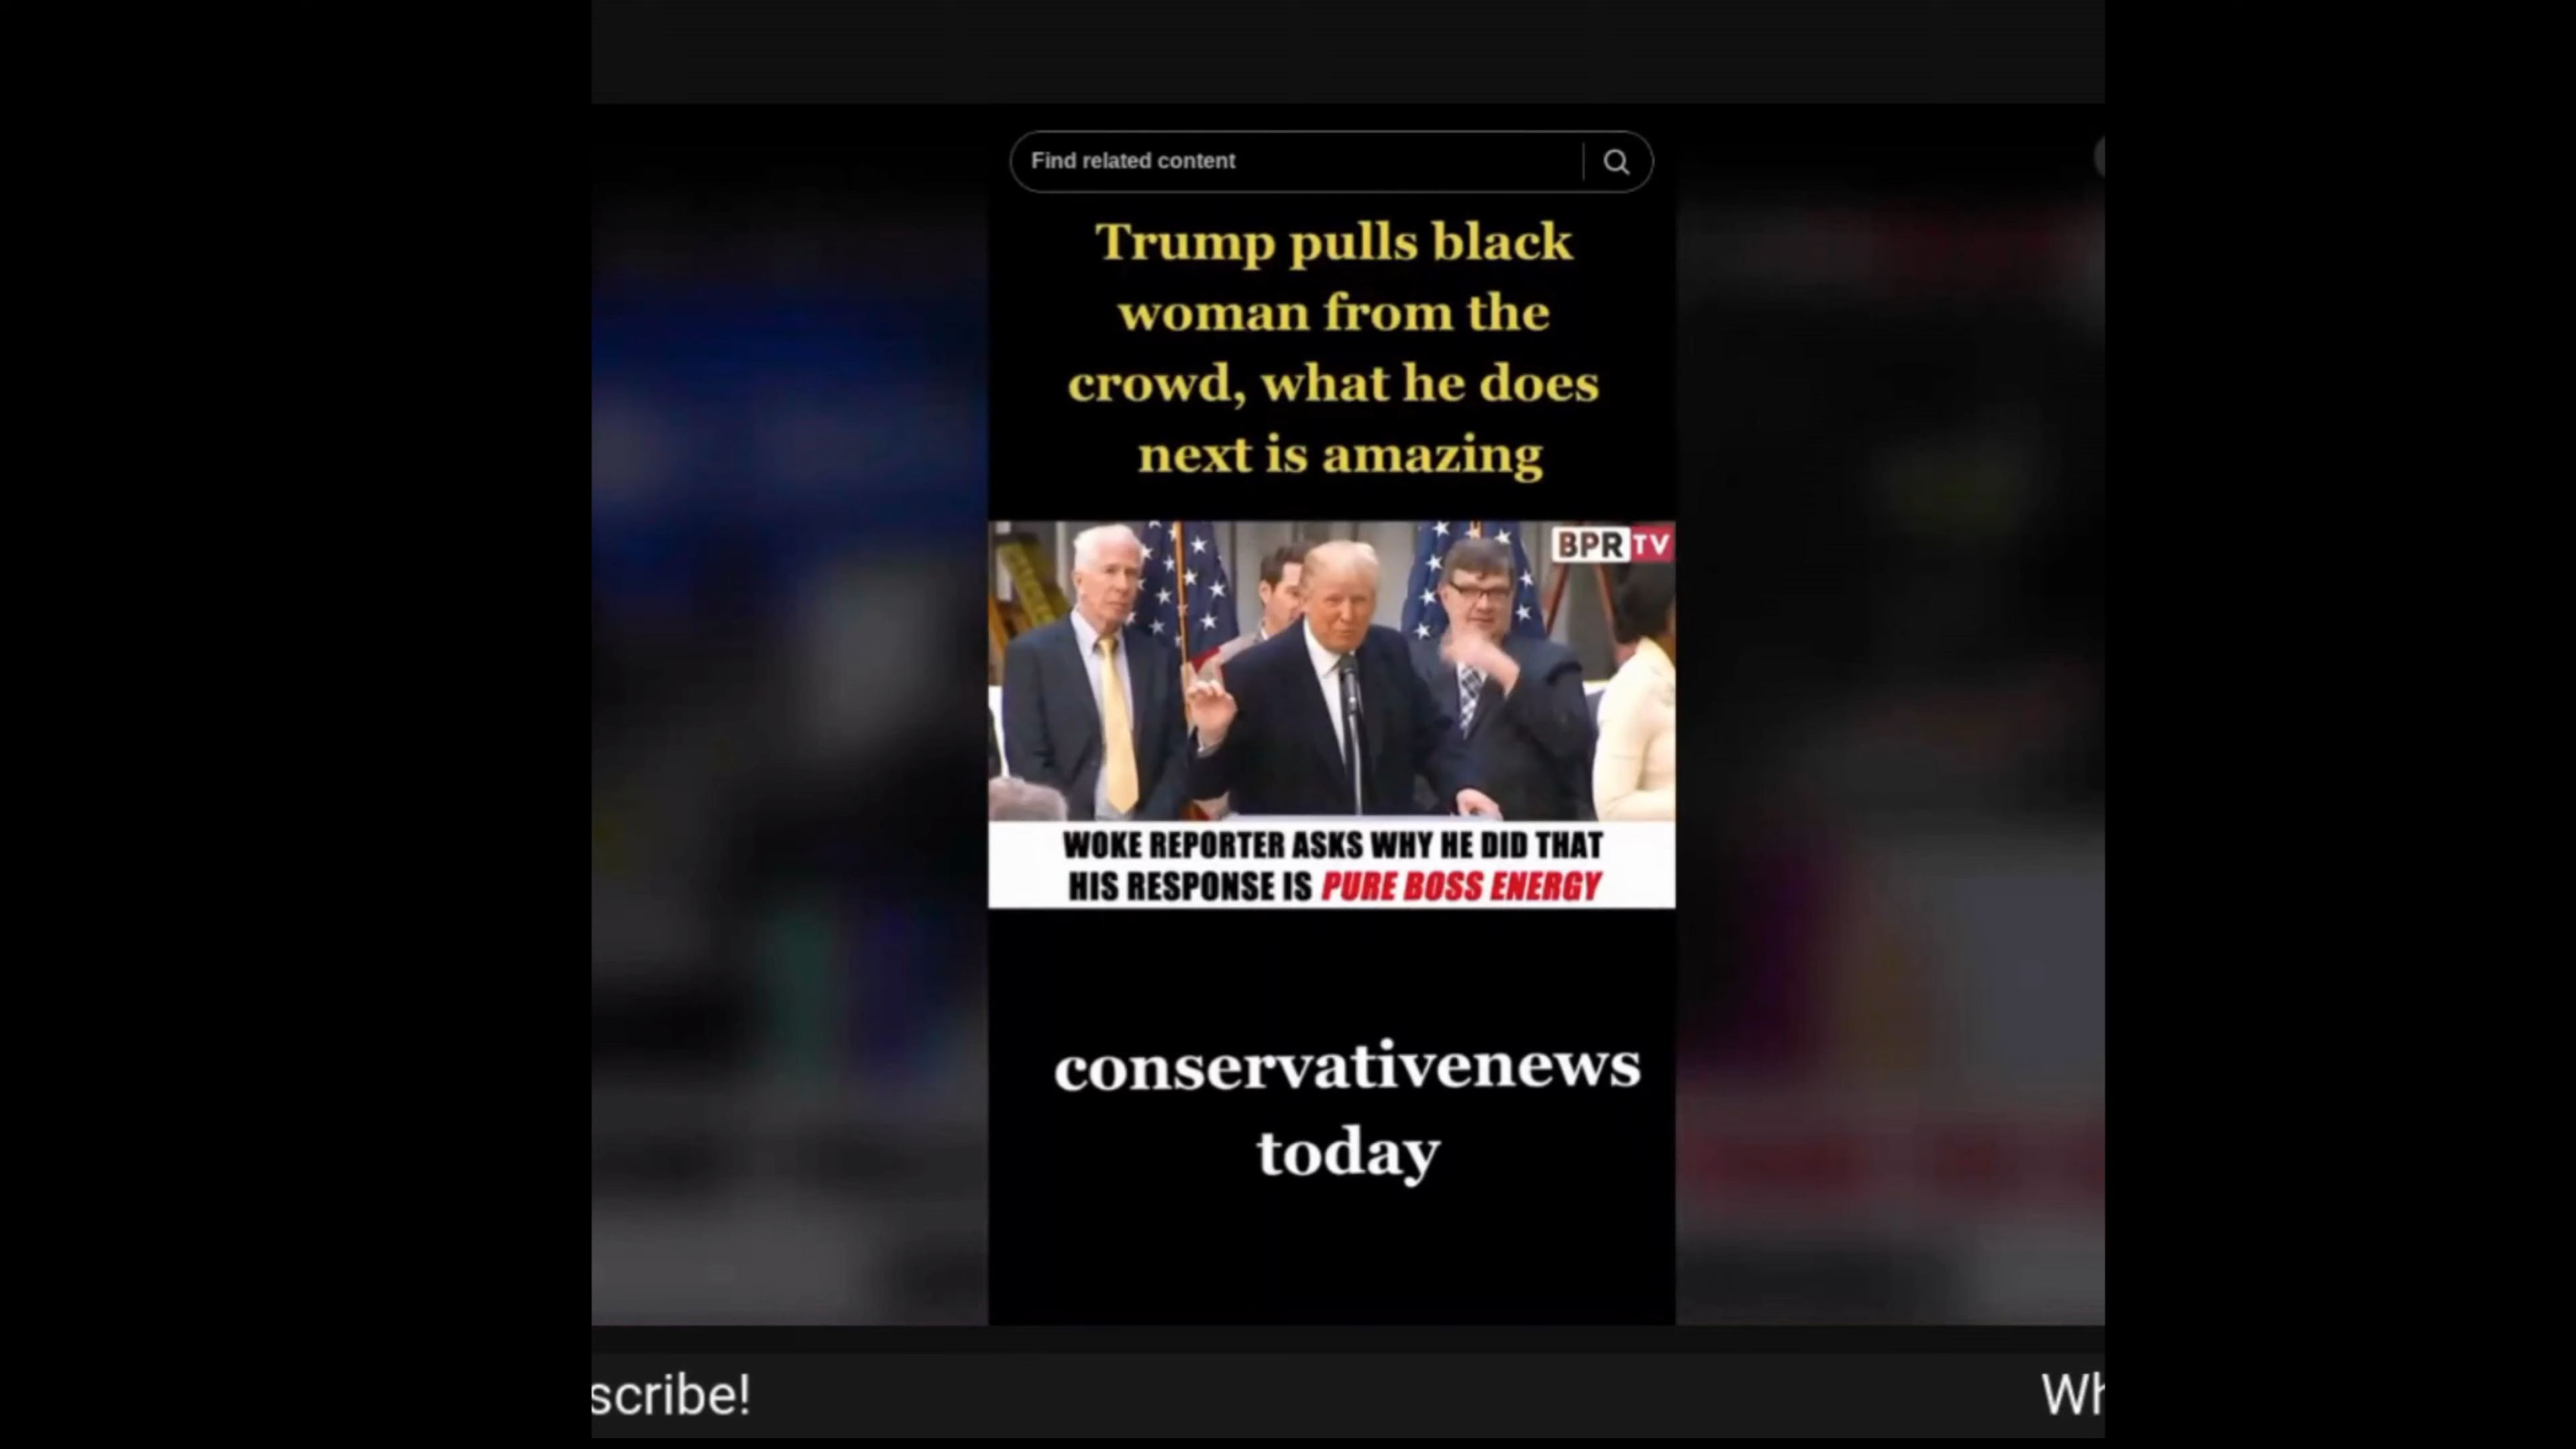 Find related content
Trump pulls black
woman from the
crowd, what he does
next is amazing
BPR TV
WOKE REPORTER ASKS WHY HE DID THAT
HIS RESPONSE IS PURE BOSS ENERGY
conservativenews
today
scribe!
Wh